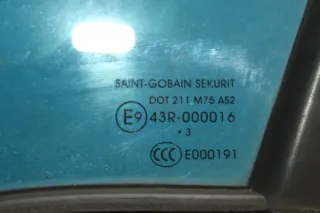 SAINT-GOBAIN SEKURIT
DOT 211 M75 AS2
E9 43R-000016
• 3
CCC E000191